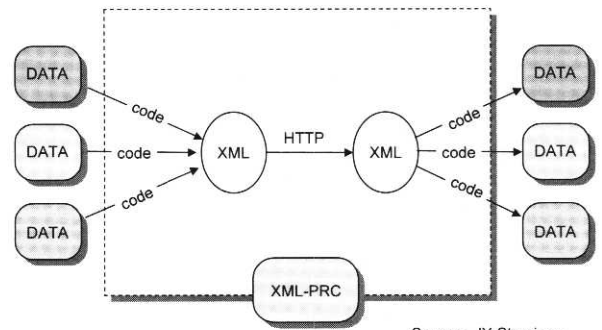 DATA
code
DATA
code
DATA
code
XML
HTTP
XML
code
DATA
code
DATA
code
DATA
XML-PRC